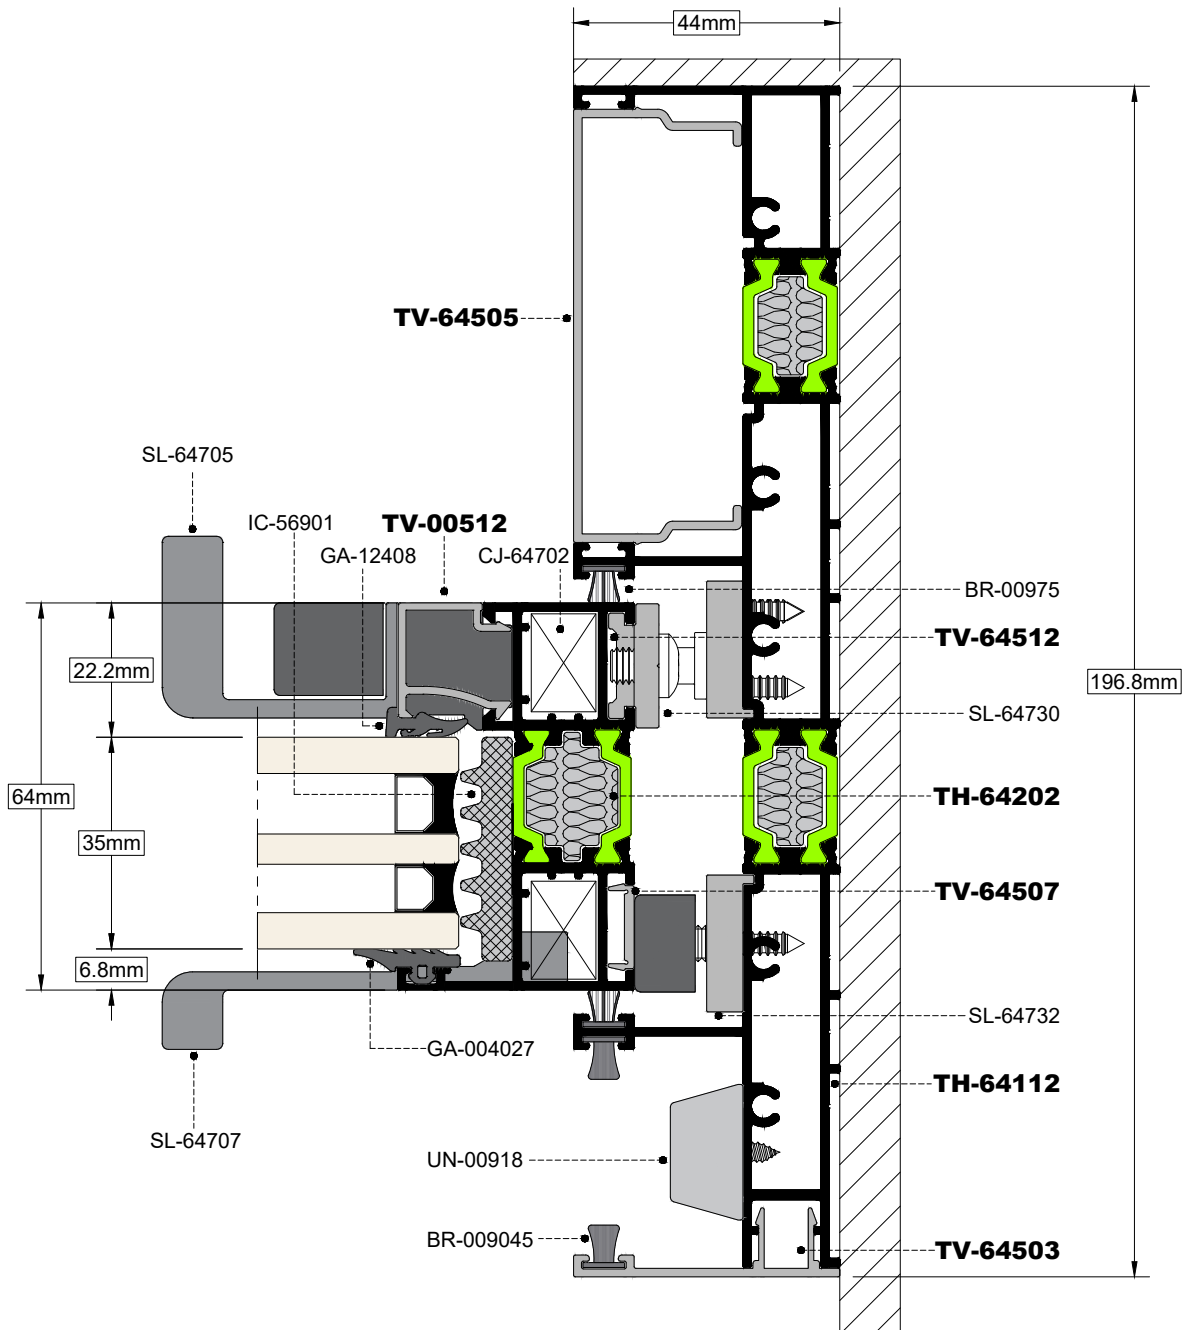 44mm
TV-64505
SL-64705
IC-56901
TV-00512
GA-12408
CJ-64702
BR-00975
TV-64512
22.2mm
196.8mm
SL-64730
64mm
TH-64202
35mm
TV-64507
6.8mm
SL-64732
GA-004027
TH-64112
SL-64707
UN-00918
BR-009045
TV-64503